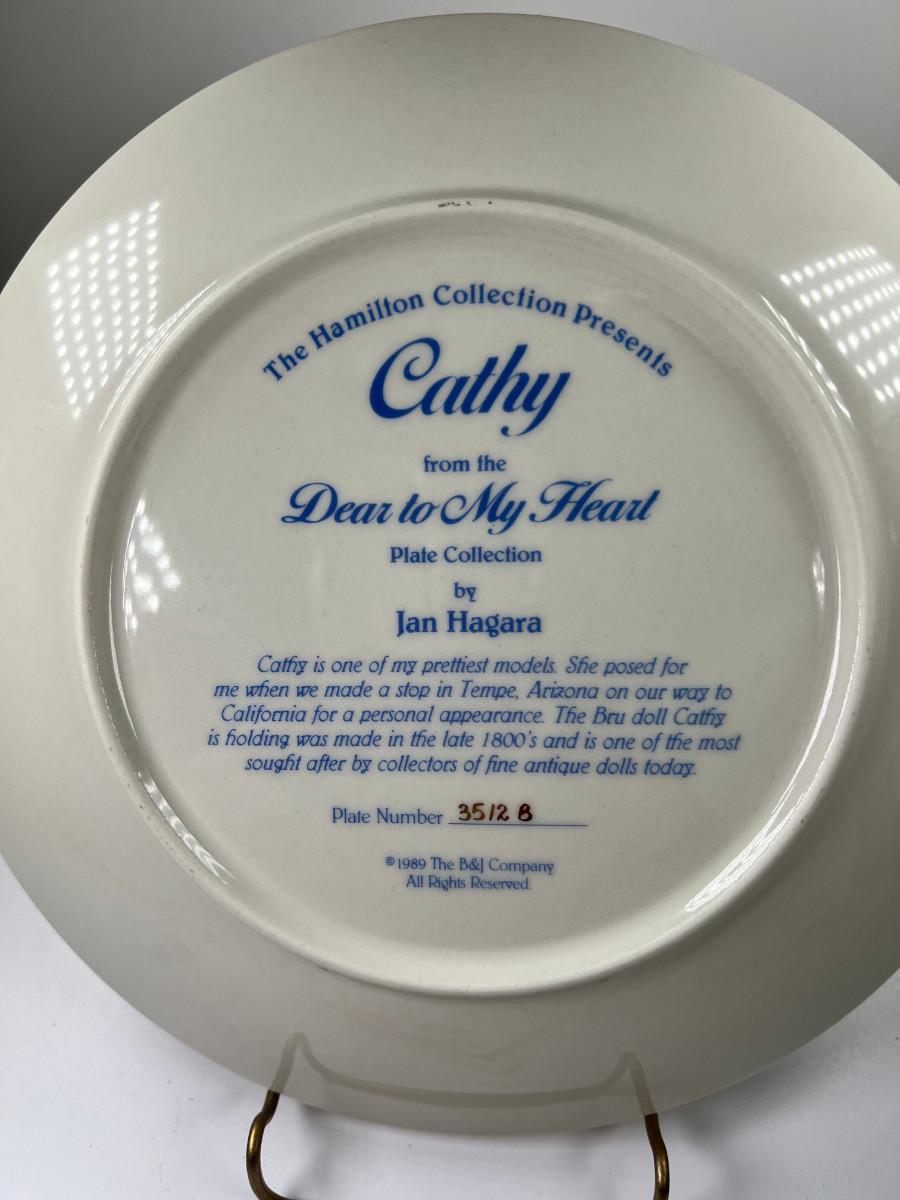 The Hamilton Collection Presents
Cathy
from the
Dear to My Heart
Plate Collection
by
Jan Hagara
Cathy is one of my prettiest models. She posed for
me when we made a stop in Tempe, Arizona on our way to
California for a personal appearance. The Bru doll Cathy
is holding was made in the late 1800's and is one of the most
sought after by collectors of fine antique dolls today.
Plate Number 3512 B
©1989 The B&J Company
All Rights Reserved.